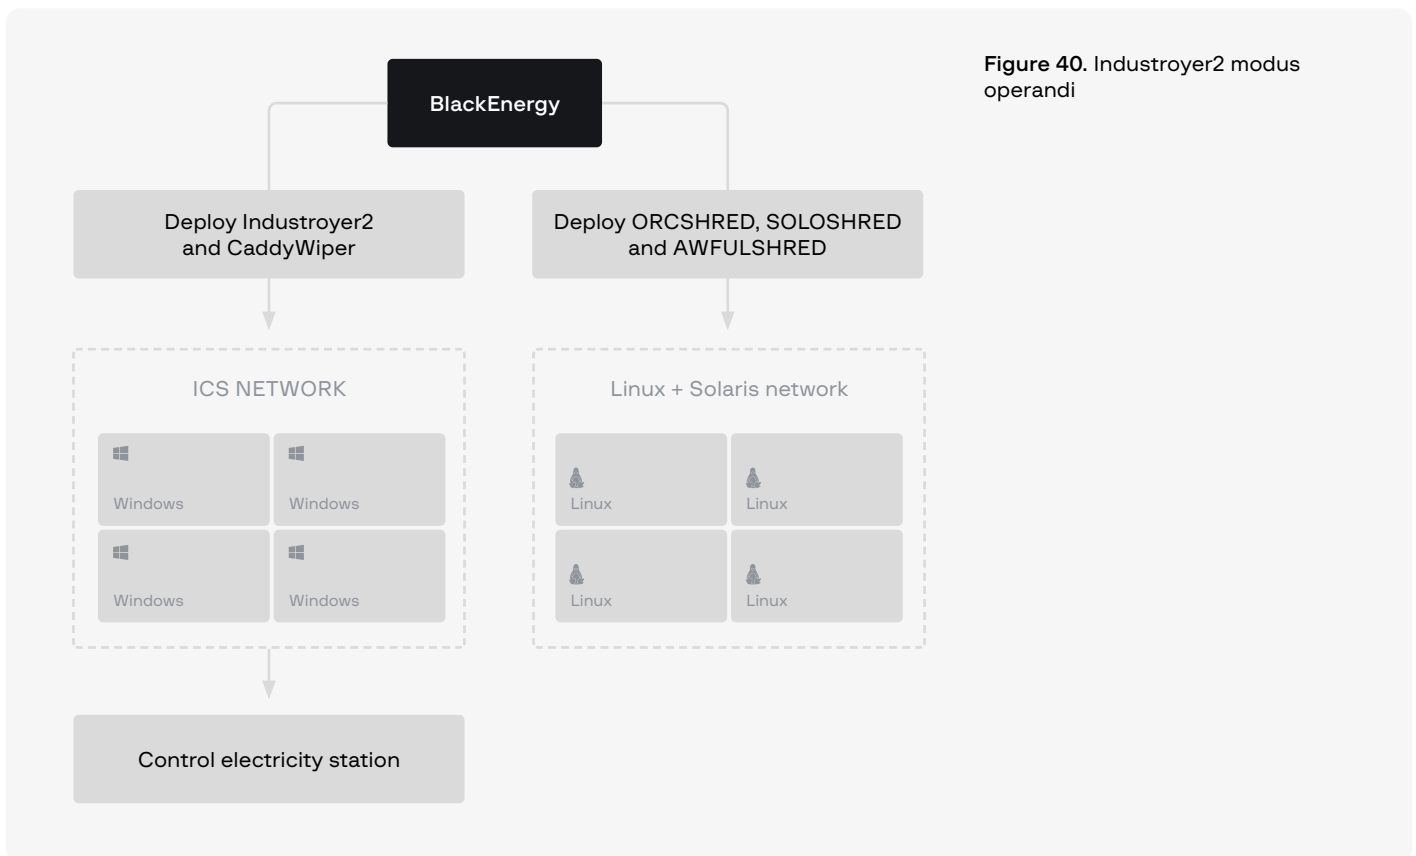 Figure 40. Industroyer2 modus
operandi
BlackEnergy
Deploy Industroyer2
and CaddyWiper
Deploy ORCSHRED, SOLOSHRED
and AWFULSHRED
ICS NETWORK
Windows
Windows
Windows
Windows
Linux + Solaris network
Linux
Linux
Linux
Linux
Control electricity station